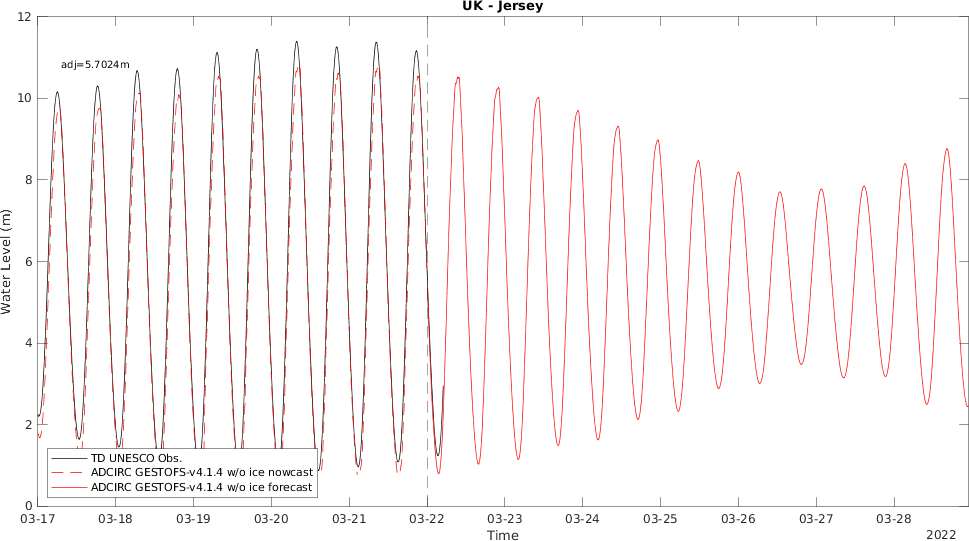 UK - Jersey
12
adj=5.7024m
10
8
6
4
2
0
Water Level (m)
TD UNESCO Obs.
ADCIRC GESTOFS-v4.1.4 w/o ice nowcast
ADCIRC GESTOFS-v4.1.4 w/o ice forecast
03-17 03-18 03-19 03-20 03-21 03-22 03-23 03-24 03-25 03-26 03-27 03-28
Time
2022